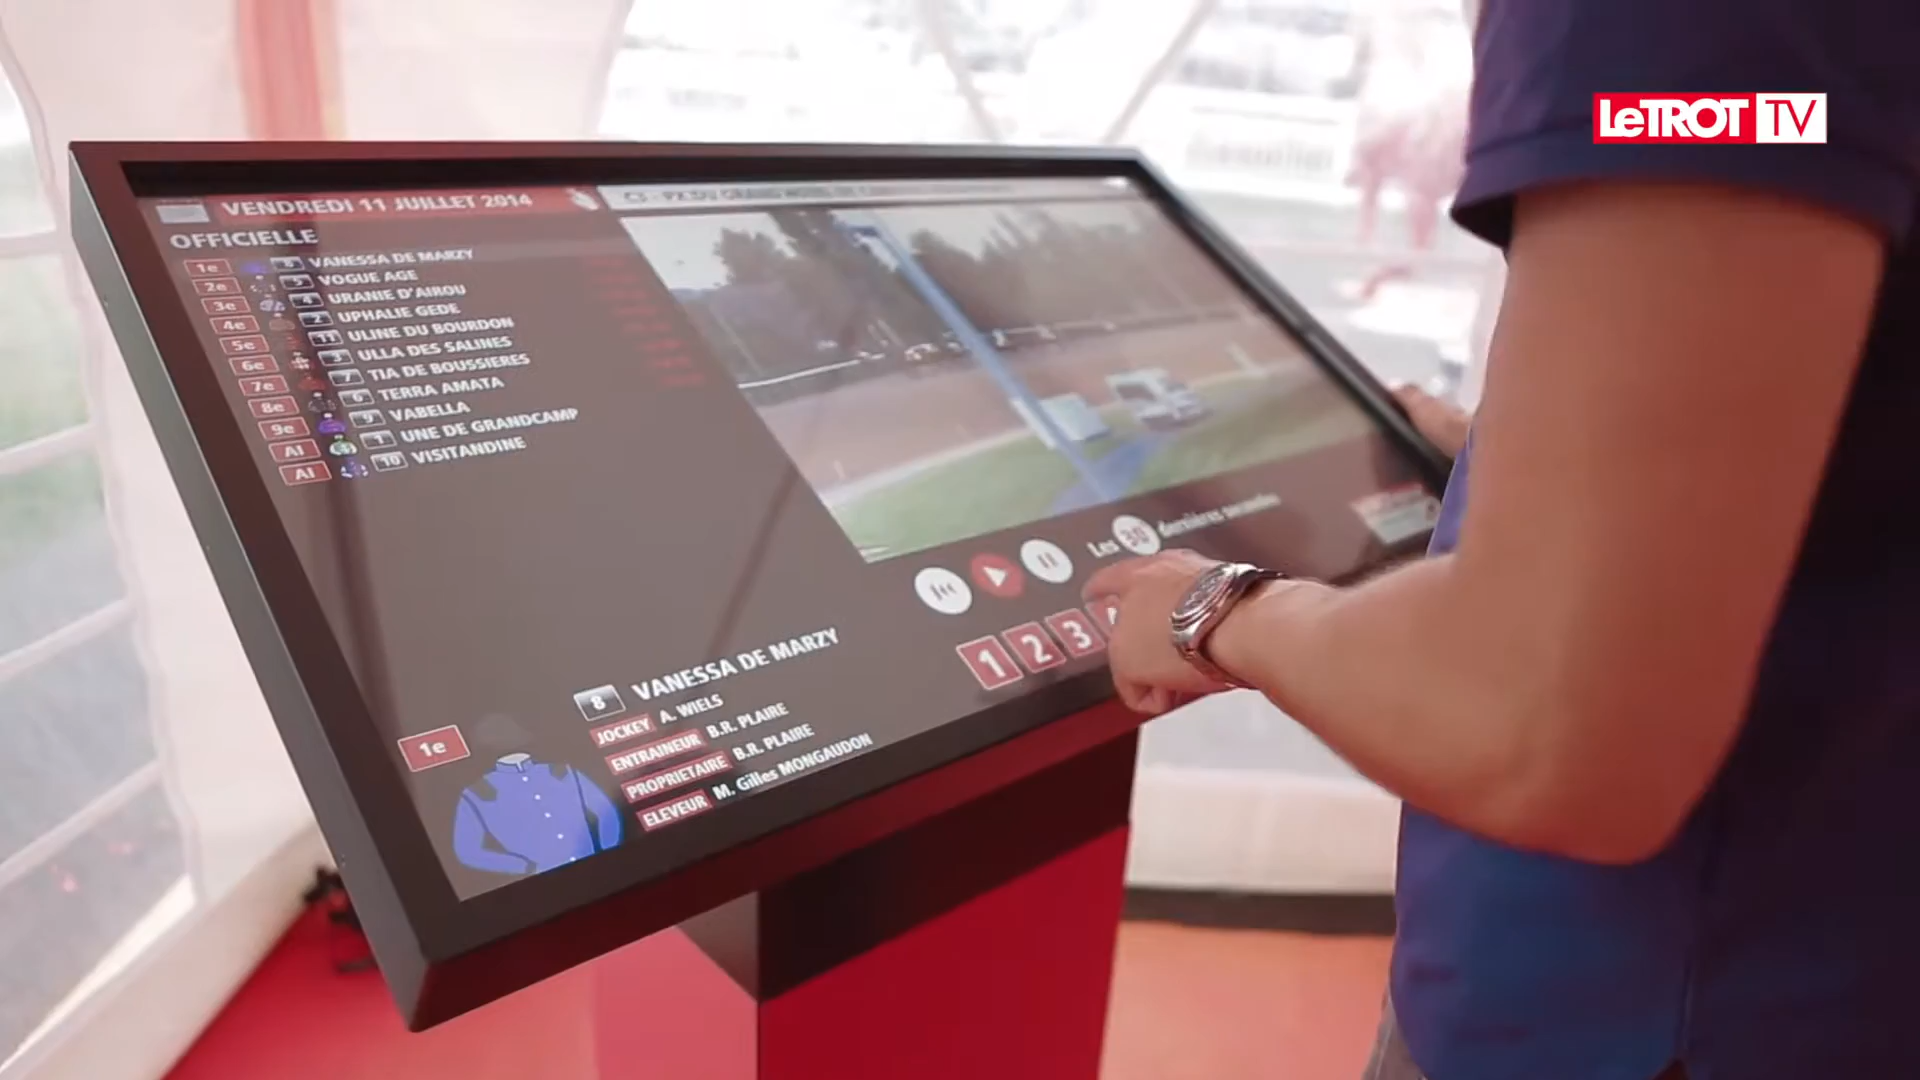 LeTROT TV
VENDREDI 11 JUILLET 2014
OFFICIELLE
1e 8 VANESSA DE MARZY
2e 5 VOGUE AGE
3e 4 URANIE D'AIROU
4e 2 UPHALIE GEDE
5e 11 ULINE DU BOURDON
6e 3 ULLA DES SALINES
7e 7 TIA DE BOUSSIERES
8e 6 TERRA AMATA
9e 9 VABELLA
AI 1 UNE DE GRANDCAMP
AI 10 VISITANDINE
Les 30 dernières secondes
1 2 3
1e
8 VANESSA DE MARZY
JOCKEY A. WIELS
ENTRAINEUR B.R. PLAIRE
PROPRIETAIRE B.R. PLAIRE
ELEVEUR M. Gilles MONGAUDON